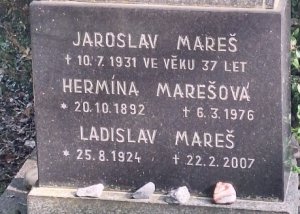 JAROSLAV MAREŠ
† 10.7.1931 VE VĚKU 37 LET
HERMÍNA MAREŠOVÁ
* 20.10.1892 † 6.3.1976
LADISLAV MAREŠ
* 25.8.1924 † 22.2.2007